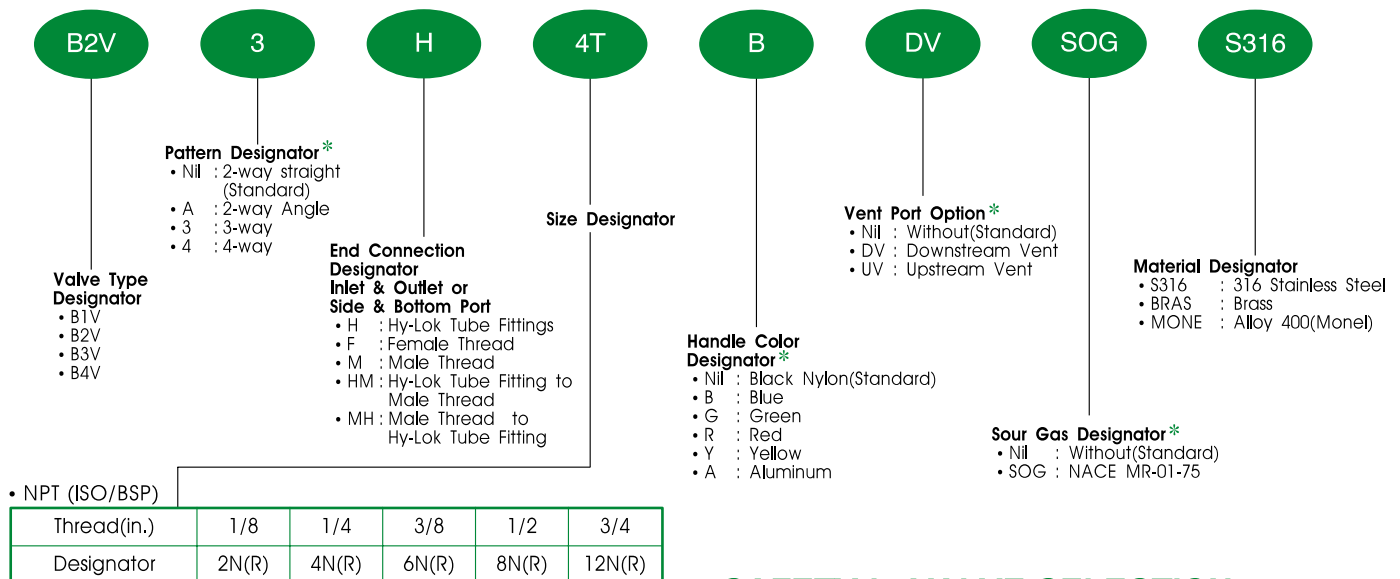 B2V 3 H 4T B DV SOG S316
Pattern Designator*
• Nil : 2-way straight
(Standard)
• A : 2-way Angle
• 3 : 3-way
• 4 : 4-way
Size Designator
Vent Port Option*
• Nil : Without(Standard)
• DV : Downstream Vent
• UV : Upstream Vent
End Connection
Designator
Inlet & Outlet or
Side & Bottom Port
• H : Hy-Lok Tube Fittings
• F : Female Thread
• M : Male Thread
• HM : Hy-Lok Tube Fitting to
Male Thread
• MH : Male Thread to
Hy-Lok Tube Fitting
Valve Type
Designator
• B1V
• B2V
• B3V
• B4V
Material Designator
• S316 : 316 Stainless Steel
• BRAS : Brass
• MONE : Alloy 400(Monel)
Handle Color
Designator*
• Nil : Black Nylon(Standard)
• B : Blue
• G : Green
• R : Red
• Y : Yellow
• A : Aluminum
Sour Gas Designator*
• Nil : Without(Standard)
• SOG : NACE MR-01-75
• NPT (ISO/BSP)
Thread(in.) 1/8 1/4 3/8 1/2 3/4
Designator 2N(R) 4N(R) 6N(R) 8N(R) 12N(R)